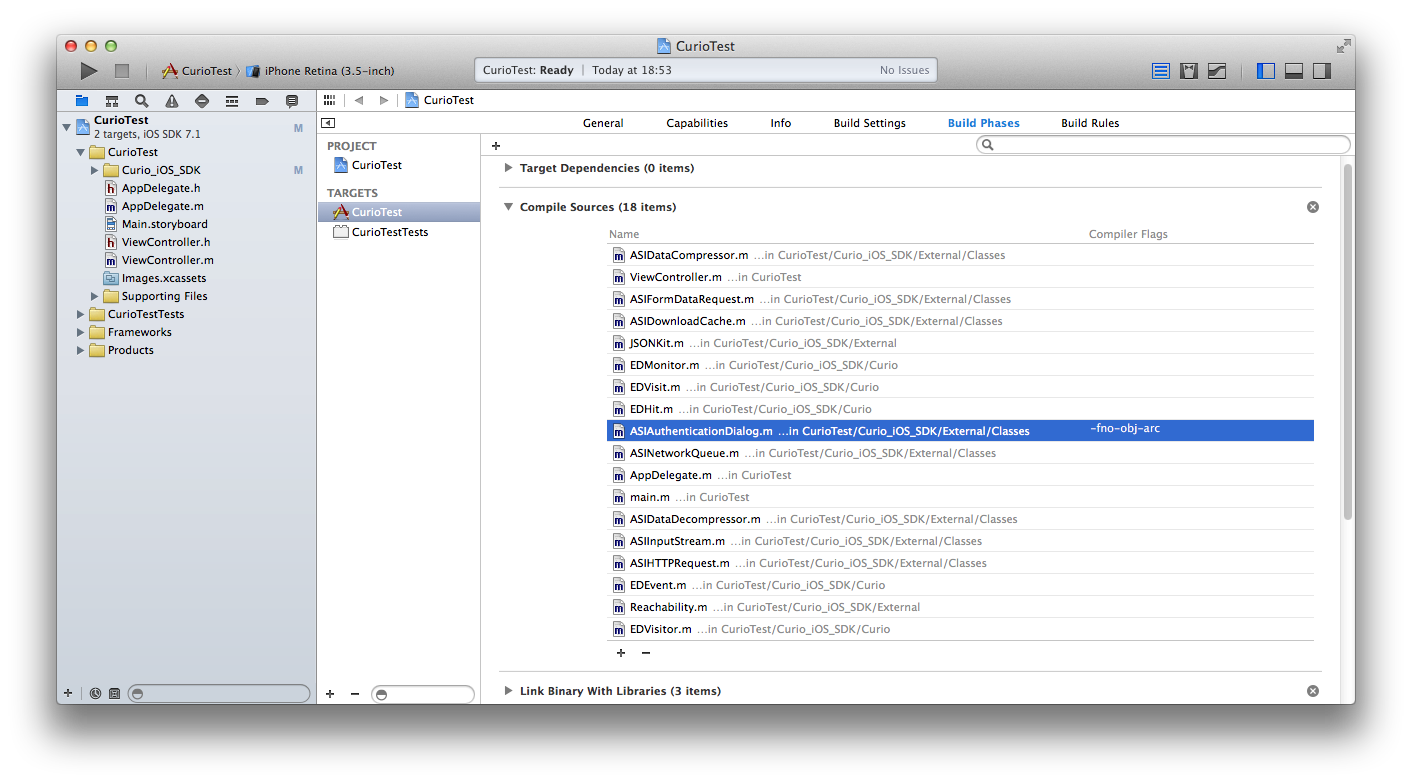 CurioTest
CurioTest
iPhone Retina (3.5-inch)
CurioTest: Ready
Today at 18:53
No Issues
CurioTest
CurioTest
2 targets, iOS SDK 7.1
M
CurioTest
Curio_iOS_SDK
M
AppDelegate.h
AppDelegate.m
Main.storyboard
ViewController.h
ViewController.m
Images.xcassets
Supporting Files
CurioTestTests
Frameworks
Products
General
Capabilities
Info
Build Settings
Build Phases
Build Rules
PROJECT
CurioTest
TARGETS
CurioTest
CurioTestTests
Target Dependencies (0 items)
Compile Sources (18 items)
Name
Compiler Flags
ASIDataCompressor.m ...in CurioTest/Curio_iOS_SDK/External/Classes
ViewController.m ...in CurioTest
ASIFormDataRequest.m ...in CurioTest/Curio_iOS_SDK/External/Classes
ASIDownloadCache.m ...in CurioTest/Curio_iOS_SDK/External/Classes
JSONKit.m ...in CurioTest/Curio_iOS_SDK/External
EDMonitor.m ...in CurioTest/Curio_iOS_SDK/Curio
EDVisit.m ...in CurioTest/Curio_iOS_SDK/Curio
EDHit.m ...in CurioTest/Curio_iOS_SDK/Curio
ASIAuthenticationDialog.m ...in CurioTest/Curio_iOS_SDK/External/Classes
-fno-obj-arc
ASINetworkQueue.m ...in CurioTest/Curio_iOS_SDK/External/Classes
AppDelegate.m ...in CurioTest
main.m ...in CurioTest
ASIDataDecompressor.m ...in CurioTest/Curio_iOS_SDK/External/Classes
ASIInputStream.m ...in CurioTest/Curio_iOS_SDK/External/Classes
ASIHTTPRequest.m ...in CurioTest/Curio_iOS_SDK/External/Classes
EDEvent.m ...in CurioTest/Curio_iOS_SDK/Curio
Reachability.m ...in CurioTest/Curio_iOS_SDK/External
EDVisitor.m ...in CurioTest/Curio_iOS_SDK/Curio
Link Binary With Libraries (3 items)